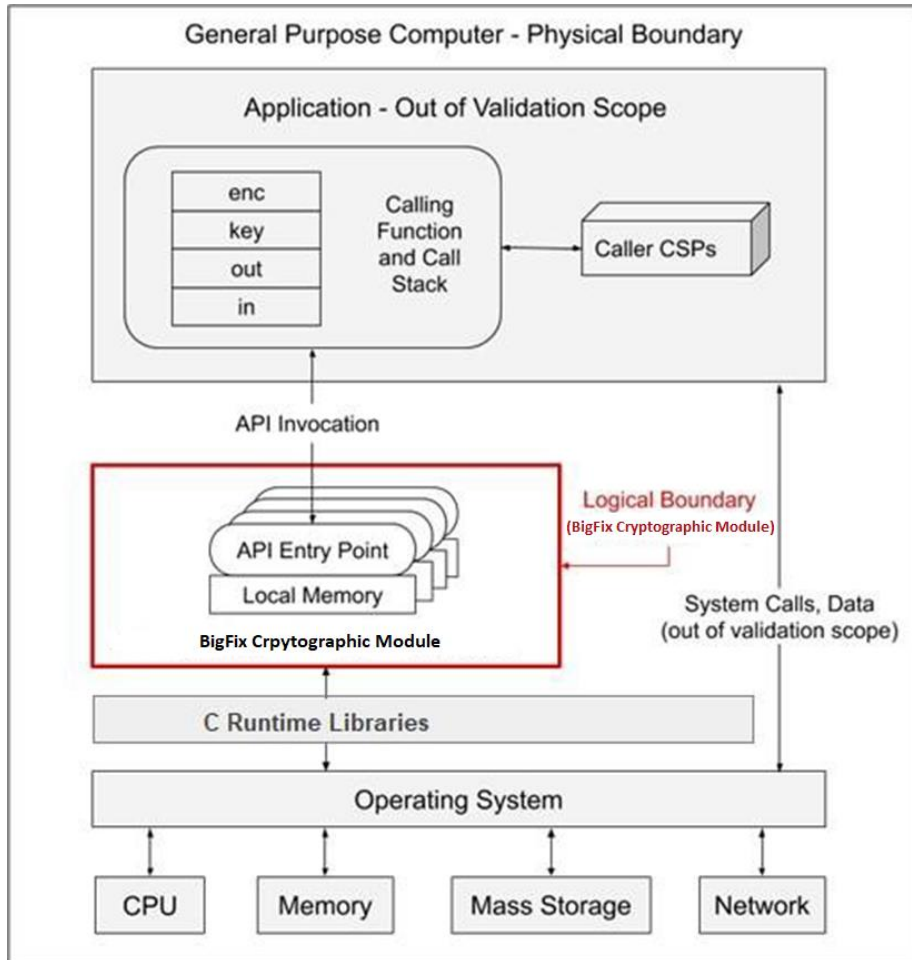 General Purpose Computer - Physical Boundary
Application - Out of Validation Scope
enc
key
out
in
Calling
Function
and Call
Stack
Caller CSPs
API Invocation
API Entry Point
Local Memory
BigFix Crpytographic Module
Logical Boundary
(BigFix Cryptographic Module)
System Calls, Data
(out of validation scope)
C Runtime Libraries
Operating System
CPU
Memory
Mass Storage
Network